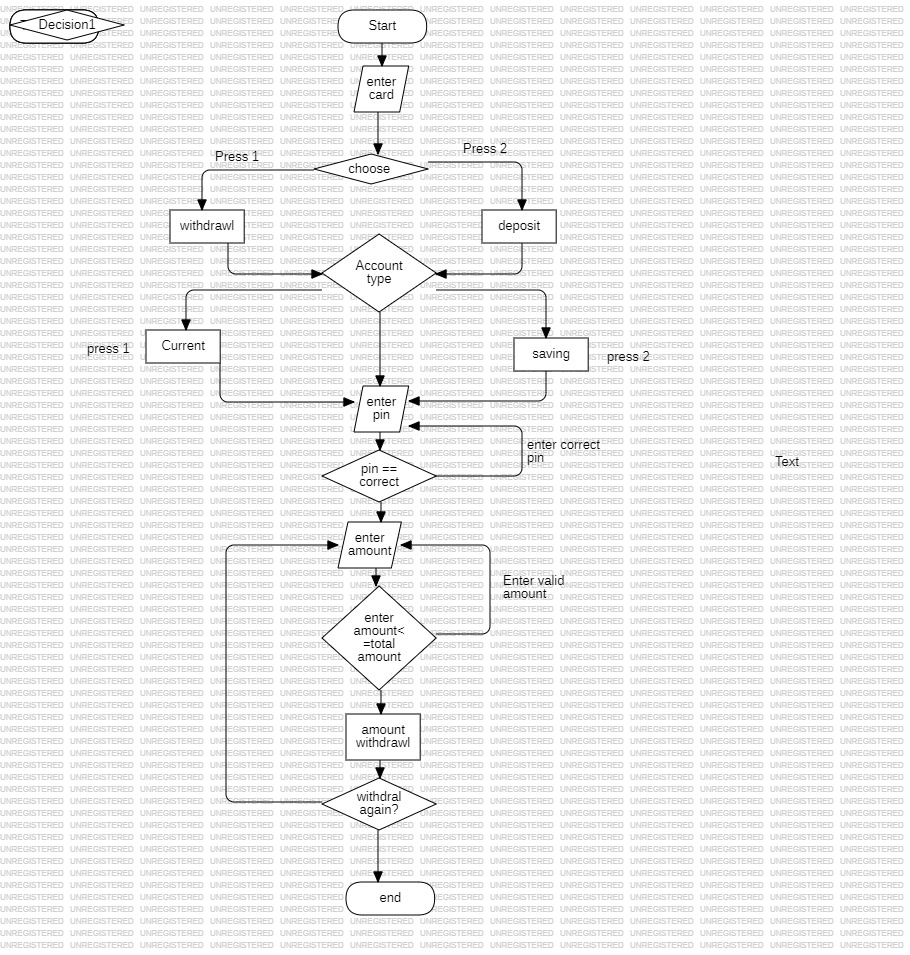 Decision1
Start
enter
card
Press 1
Press 2
choose
withdrawl
deposit
Account
type
press 1
Current
saving
press 2
enter
pin
enter correct
pin
pin ==
correct
Text
enter
amount
Enter valid
amount
enter
amount<
=total
amount
amount
withdrawl
withdral
again?
end
UNREGISTERED